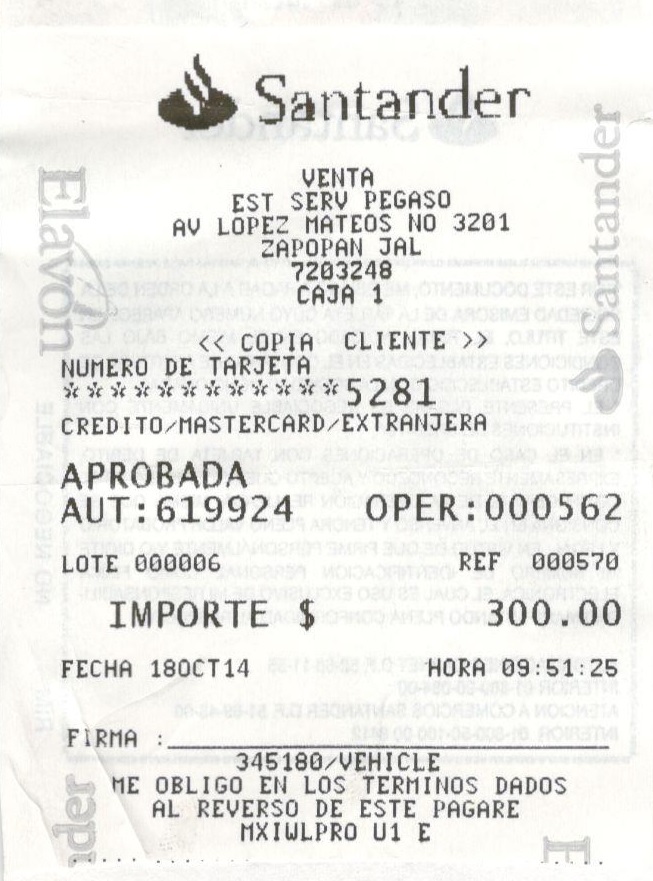 Santander
VENTA
EST SERV PEGASO
AV LOPEZ MATEOS NO 3201
ZAPOPAN JAL
7203248
CAJA
<< COPIA CLIENTE >>
NUMERO DE TARJETA
************5281
CREDITO/MASTERCARD/EXTRANJERA
APROBADA
AUT:619924 OPER:000562
LOTE 000006 REF 000570
IMPORTE $ 300.00
FECHA 18OCT14 HORA 09:51:25
FIRMA :
345180/VEHICLE
ME OBLIGO EN LOS TERMINOS DADOS
AL REVERSO DE ESTE PAGARE
MXIWLPRO U1 E
Elavon
Santander